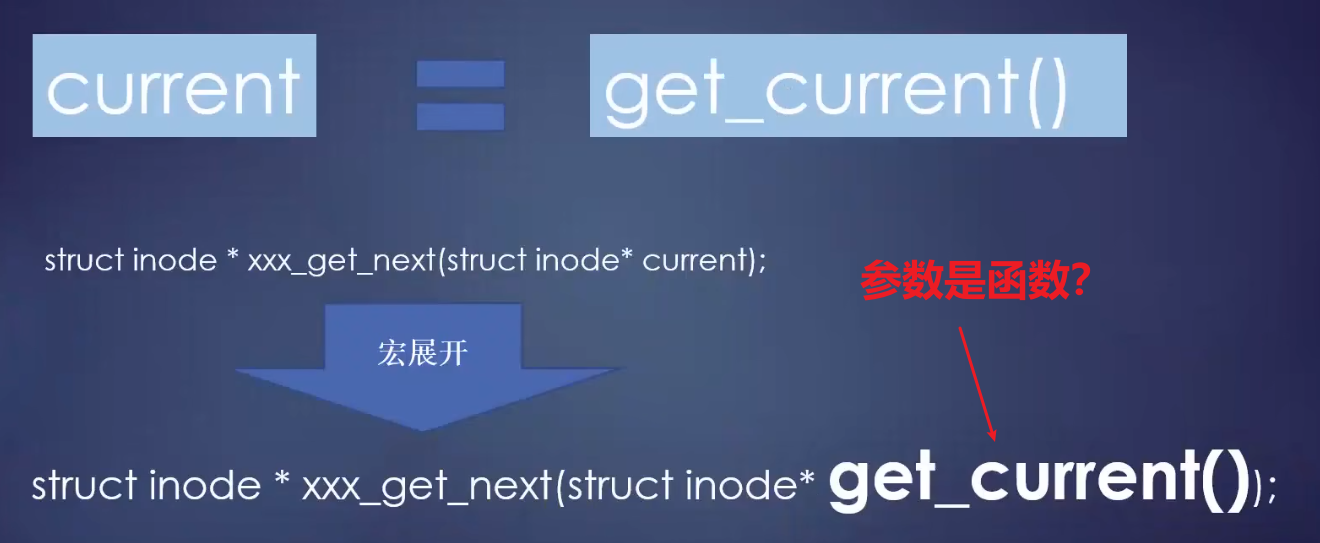 current
get_current()
struct inode * xxx_get_next(struct inode* current);
参数是函数?
宏展开
struct inode * xxx_get_next(struct inode* get_current());